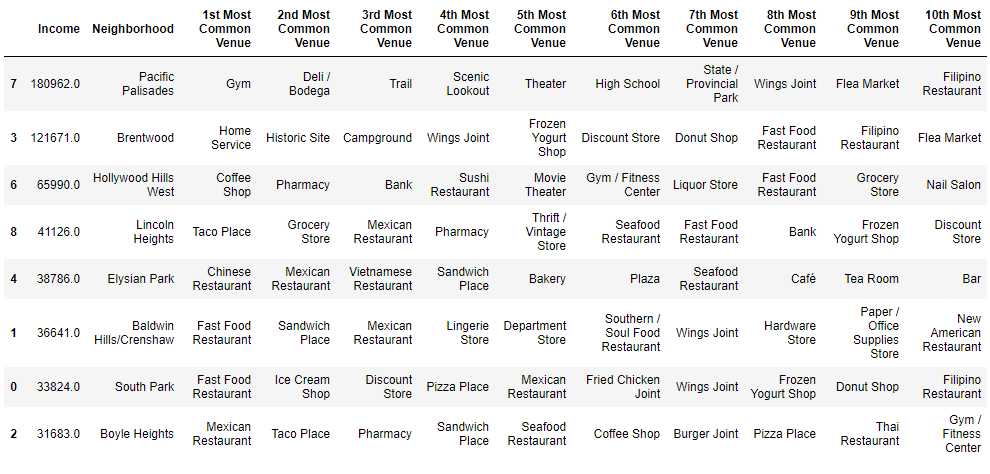 Income Neighborhood 1st Most Common Venue 2nd Most Common Venue 3rd Most Common Venue 4th Most Common Venue 5th Most Common Venue 6th Most Common Venue 7th Most Common Venue 8th Most Common Venue 9th Most Common Venue 10th Most Common Venue
7 180962.0 Pacific Palisades Gym Deli / Bodega Trail Scenic Lookout Theater High School State / Provincial Park Wings Joint Flea Market Filipino Restaurant
3 121671.0 Brentwood Home Service Historic Site Campground Wings Joint Frozen Yogurt Shop Discount Store Donut Shop Fast Food Restaurant Filipino Restaurant Flea Market
6 65990.0 Hollywood Hills West Coffee Shop Pharmacy Bank Sushi Restaurant Movie Theater Gym / Fitness Center Liquor Store Fast Food Restaurant Grocery Store Nail Salon
8 41126.0 Lincoln Heights Taco Place Grocery Store Mexican Restaurant Pharmacy Thrift / Vintage Store Seafood Restaurant Fast Food Restaurant Bank Frozen Yogurt Shop Discount Store
4 38786.0 Elysian Park Chinese Restaurant Mexican Restaurant Vietnamese Restaurant Sandwich Place Bakery Plaza Seafood Restaurant Café Tea Room Bar
1 36641.0 Baldwin Hills/Crenshaw Fast Food Restaurant Sandwich Place Mexican Restaurant Lingerie Store Department Store Southern / Soul Food Restaurant Wings Joint Hardware Store Paper / Office Supplies Store New American Restaurant
0 33824.0 South Park Fast Food Restaurant Ice Cream Shop Discount Store Pizza Place Mexican Restaurant Fried Chicken Joint Wings Joint Frozen Yogurt Shop Donut Shop Filipino Restaurant
2 31683.0 Boyle Heights Mexican Restaurant Taco Place Pharmacy Sandwich Place Seafood Restaurant Coffee Shop Burger Joint Pizza Place Thai Restaurant Gym / Fitness Center